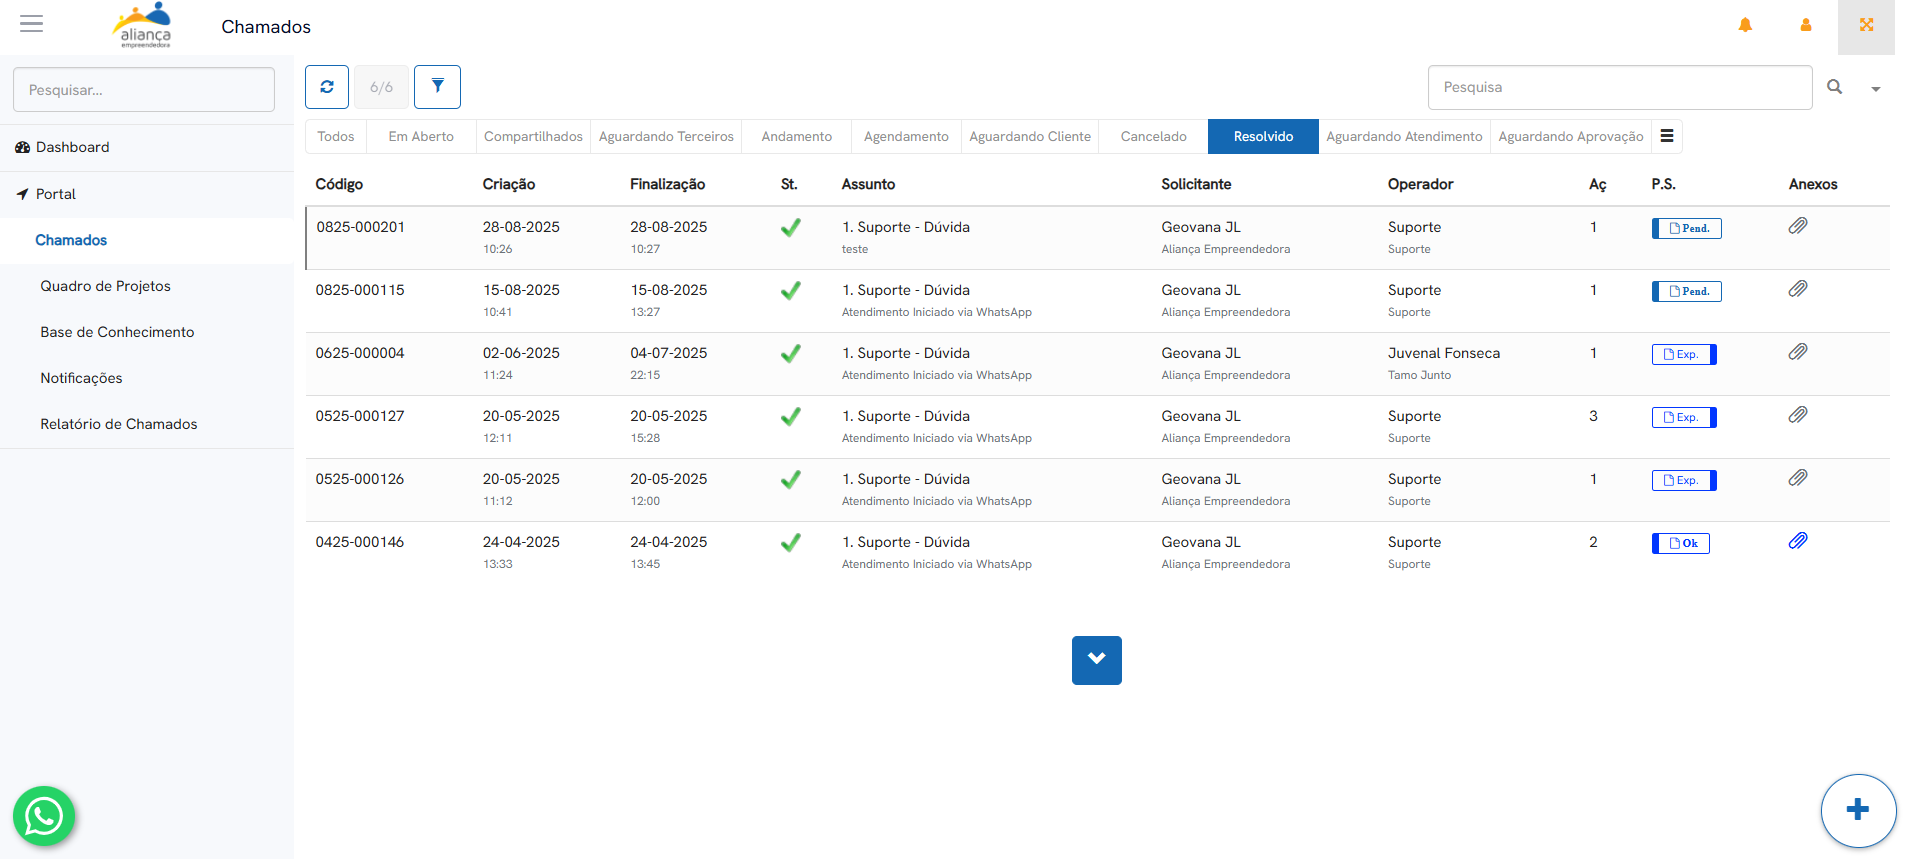 aliança
empreendedora
Chamados
Pesquisar...
6/6
Pesquisa
Todos Em Aberto Compartilhados Aguardando Terceiros Andamento Agendamento Aguardando Cliente Cancelado Resolvido Aguardando Atendimento Aguardando Aprovação
Dashboard
Portal
Chamados
Quadro de Projetos
Base de Conhecimento
Notificações
Relatório de Chamados
Código Criação Finalização St. Assunto Solicitante Operador Aç P.S. Anexos
0825-000201 28-08-2025 28-08-2025 1. Suporte - Dúvida Geovana JL Suporte 1 Pend.
10:26 10:27 teste Aliança Empreendedora Suporte
0825-000115 15-08-2025 15-08-2025 1. Suporte - Dúvida Geovana JL Suporte 1 Pend.
10:41 13:27 Atendimento Iniciado via WhatsApp Aliança Empreendedora Suporte
0625-000004 02-06-2025 04-07-2025 1. Suporte - Dúvida Geovana JL Juvenal Fonseca 1 Exp.
11:24 22:15 Atendimento Iniciado via WhatsApp Aliança Empreendedora Tamo Junto
0525-000127 20-05-2025 20-05-2025 1. Suporte - Dúvida Geovana JL Suporte 3 Exp.
12:11 15:28 Atendimento Iniciado via WhatsApp Aliança Empreendedora Suporte
0525-000126 20-05-2025 20-05-2025 1. Suporte - Dúvida Geovana JL Suporte 1 Exp.
11:12 12:00 Atendimento Iniciado via WhatsApp Aliança Empreendedora Suporte
0425-000146 24-04-2025 24-04-2025 1. Suporte - Dúvida Geovana JL Suporte 2 Ok
13:33 13:45 Atendimento Iniciado via WhatsApp Aliança Empreendedora Suporte